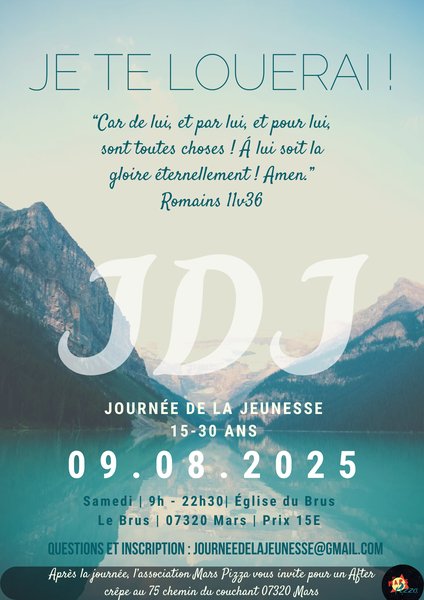 JE TE LOUERAI !
“Car de lui, et par lui, et pour lui,
sont toutes choses ! Á lui soit la
gloire éternellement ! Amen.”
Romains 11v36
JDJ
JOURNÉE DE LA JEUNESSE
15-30 ANS
09.08.2025
Samedi | 9h - 22h30| Église du Brus
Le Brus | 07320 Mars | Prix 15E
QUESTIONS ET INSCRIPTION : JOURNEEDELAJEUNESSE@GMAIL.COM
Après la journée, l'association Mars Pizza vous invite pour un After
crêpe au 75 chemin du couchant 07320 Mars